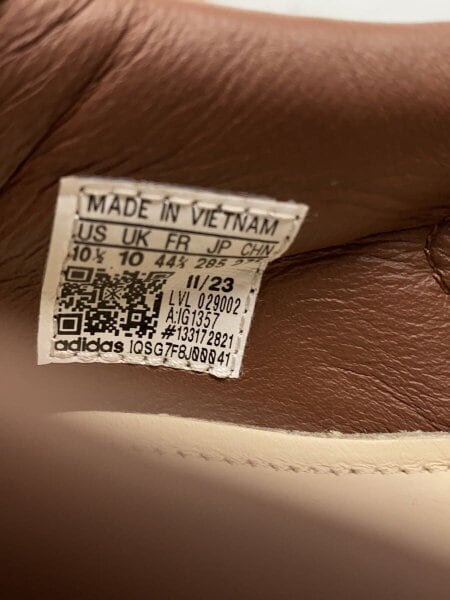 MADE IN VIETNAM
US UK FR JP CHN
10½ 10 44⅔ 285
11/23
LVL 029002
A:IG1357
#133172821
adidas 1QSG7F8J00041